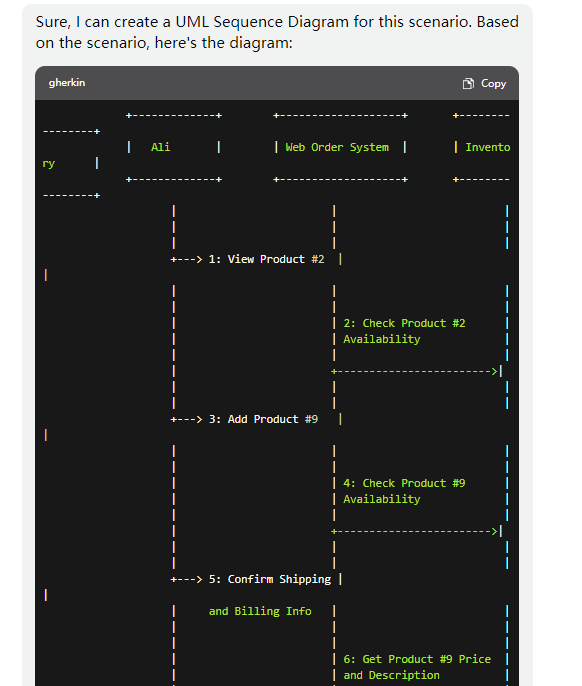 Sure, I can create a UML Sequence Diagram for this scenario. Based
on the scenario, here's the diagram:
gherkin
Copy
+-------------+ +------------------+ +--------
--------+
| Ali | | Web Order System | | Invento
ry |
+-------------+ +------------------+ +--------
--------+
| | |
| | |
| | |
+---> 1: View Product #2 |
|
| | |
| | |
| 2: Check Product #2 |
| Availability |
| | |
| +----------------------->|
| | |
| | |
+---> 3: Add Product #9 |
|
| | |
| | |
| 4: Check Product #9 |
| Availability |
| | |
| +----------------------->|
| | |
| | |
+---> 5: Confirm Shipping |
|
| and Billing Info | |
| | |
| | |
| 6: Get Product #9 Price |
| and Description |